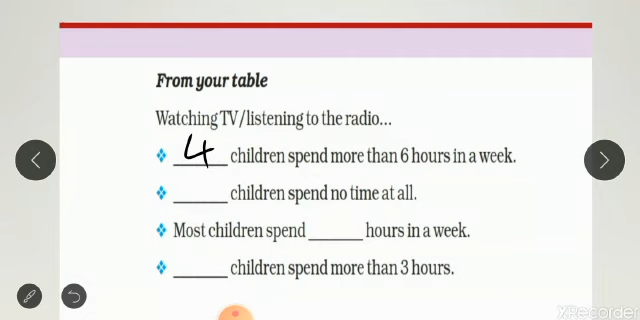 From your table
Watching TV/listening to the radio...
❖ 4 children spend more than 6 hours in a week.
❖ ______ children spend no time at all.
❖ Most children spend ______ hours in a week.
❖ ______ children spend more than 3 hours.
XRecorder